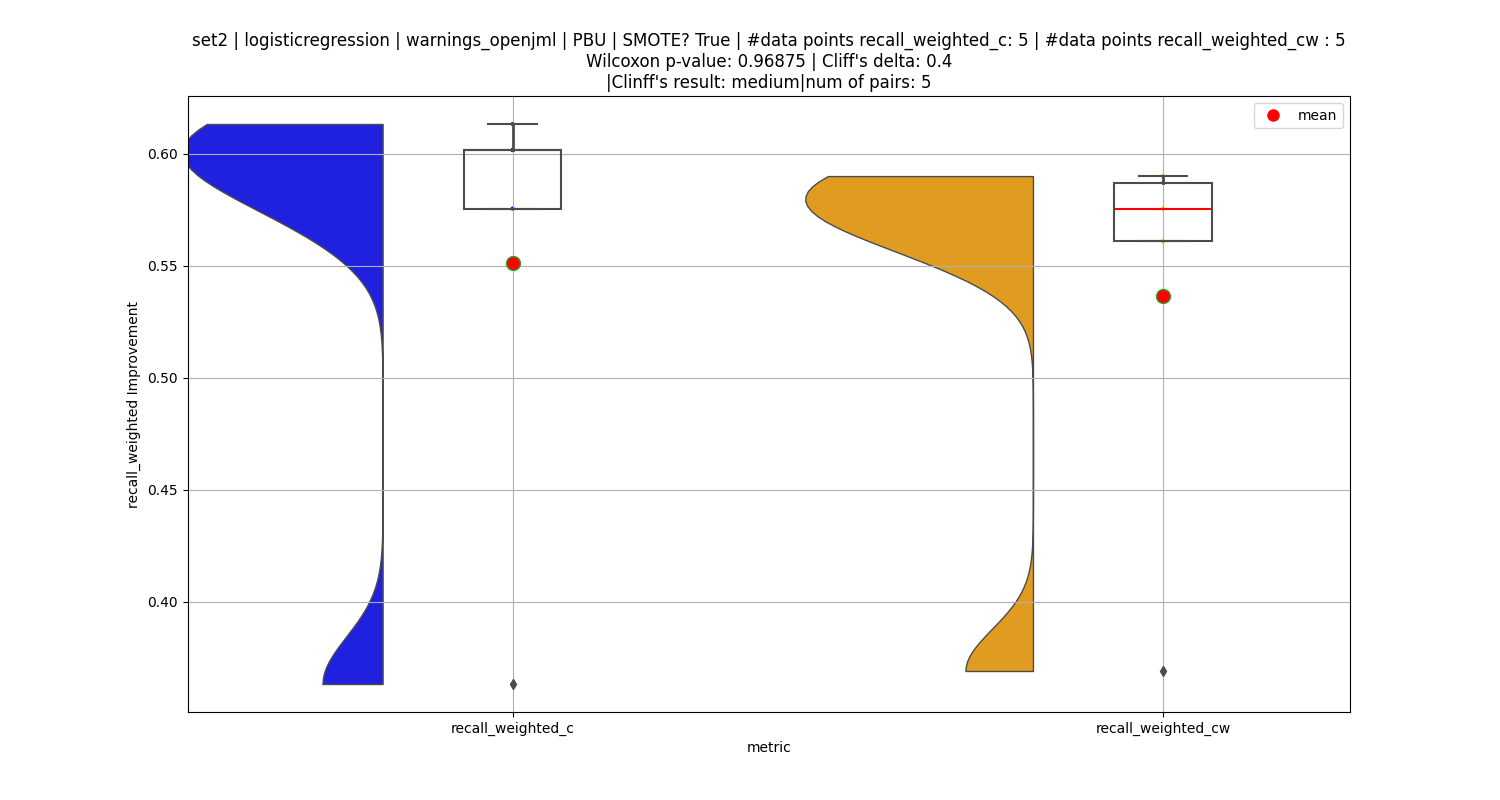 set2 | logisticregression | warnings_openjml | PBU | SMOTE? True | #data points recall_weighted_c: 5 | #data points recall_weighted_cw : 5
Wilcoxon p-value: 0.96875 | Cliff's delta: 0.4
|Clinff's result: medium|num of pairs: 5
mean
0.60
0.55
0.50
0.45
0.40
recall_weighted Improvement
recall_weighted_c
recall_weighted_cw
metric